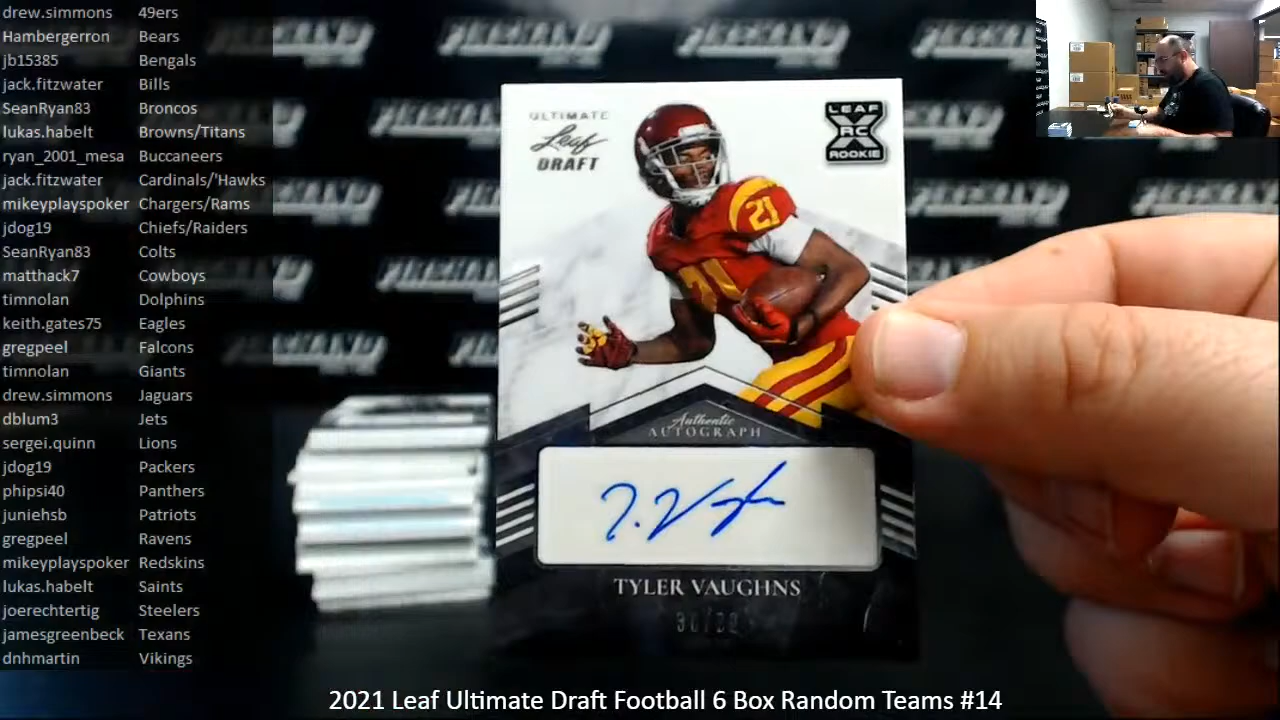 drew.simmons 49ers
Hambergerron Bears
jb15385 Bengals
jack.fitzwater Bills
SeanRyan83 Broncos
lukas.habelt Browns/Titans
ryan_2001_mesa Buccaneers
jack.fitzwater Cardinals/'Hawks
mikeyplayspoker Chargers/Rams
jdog19 Chiefs/Raiders
SeanRyan83 Colts
matthack7 Cowboys
timnolan Dolphins
keith.gates75 Eagles
gregpeel Falcons
timnolan Giants
drew.simmons Jaguars
dblum3 Jets
sergei.quinn Lions
jdog19 Packers
phipsi40 Panthers
juniehsb Patriots
gregpeel Ravens
mikeyplayspoker Redskins
lukas.habelt Saints
joerechtertig Steelers
jamesgreenbeck Texans
dnhmartin Vikings
ULTIMATE
Leaf
DRAFT
LEAF
X
RC
ROOKIE
21
21
Authentic
AUTOGRAPH
T. Vaughns
TYLER VAUGHNS
2021 Leaf Ultimate Draft Football 6 Box Random Teams #14